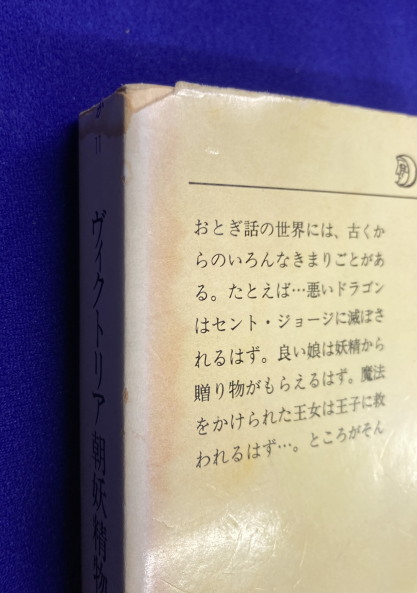 おとぎ話の世界には、古くか
らのいろんなきまりごとがあ
る。たとえば…悪いドラゴン
はセント・ジョージに滅ぼさ
れるはず。良い娘は妖精から
贈り物がもらえるはず。魔法
をかけられた王女は王子に救
われるはず…。ところがそん
ヴィクトリア朝妖精物